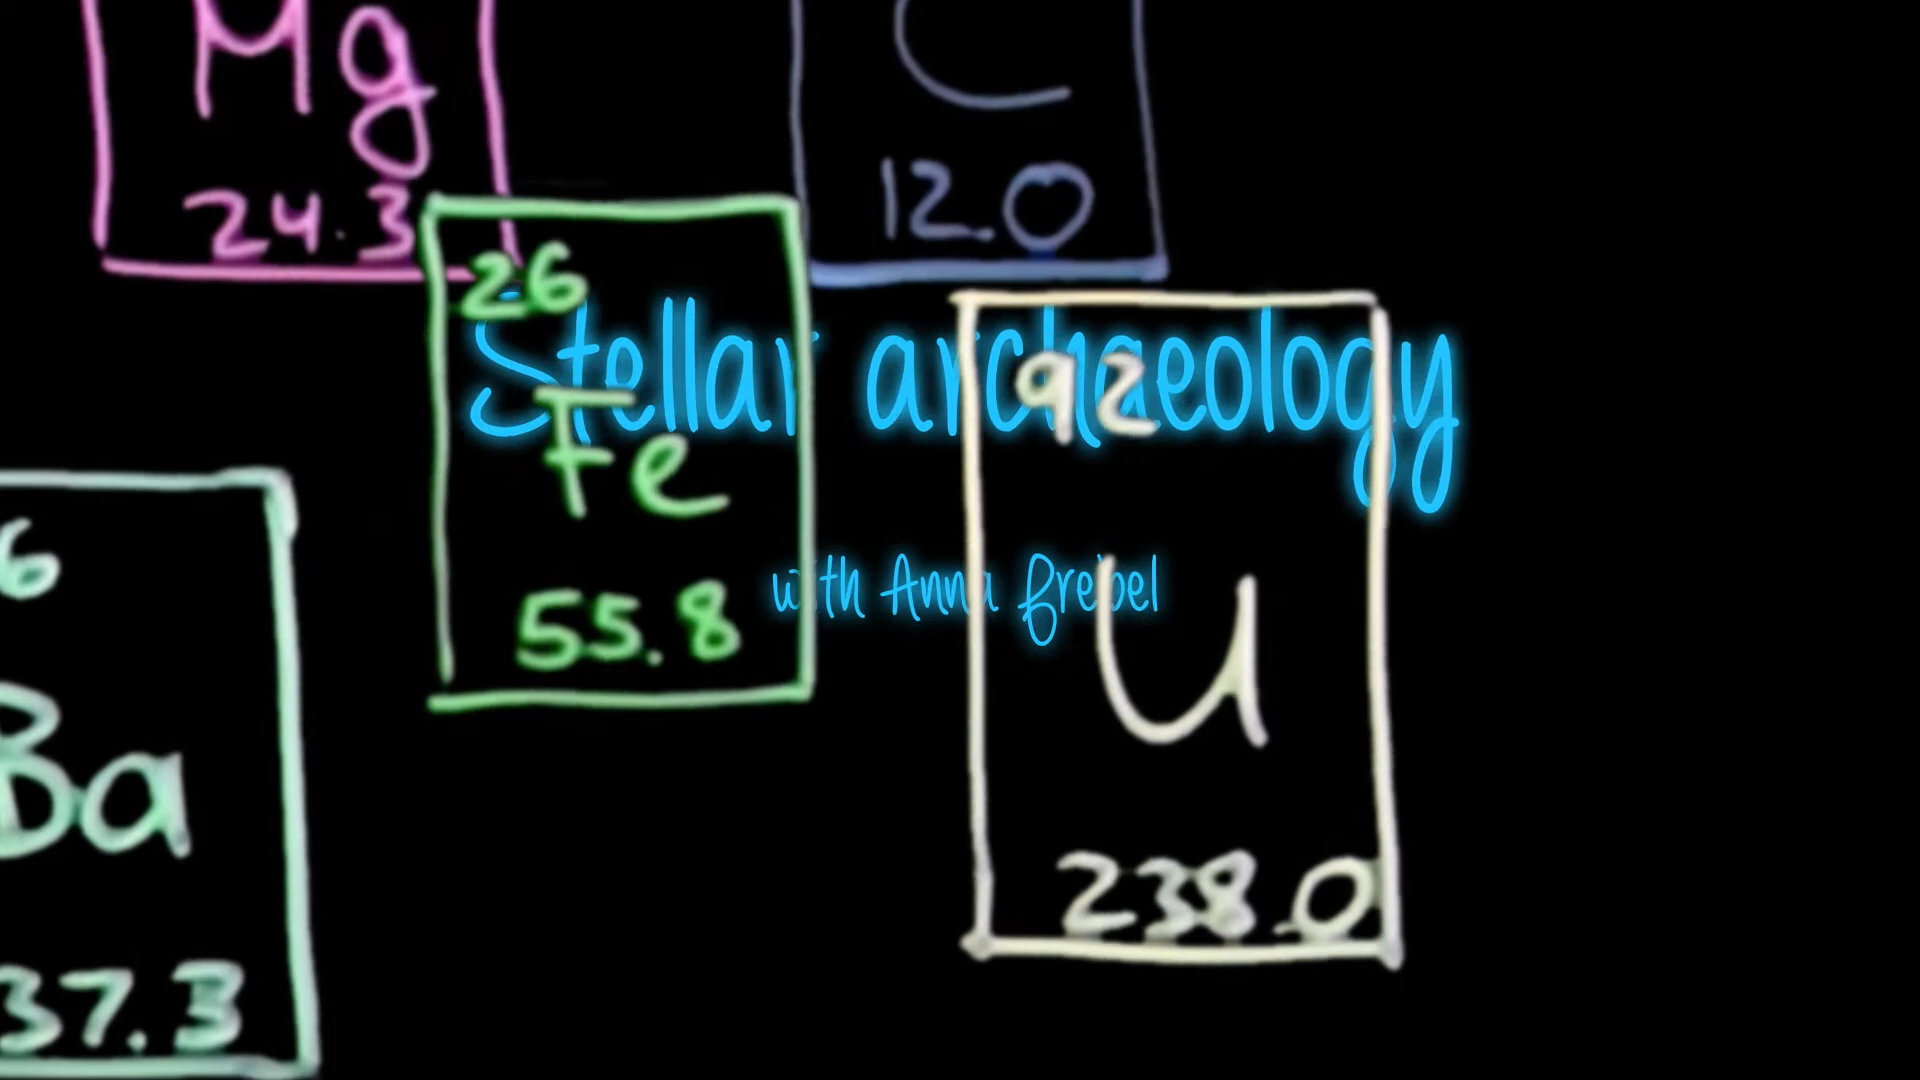 Mg
24.3
C
12.0
26
Fe
55.8
Stellar archaeology
with Anna Frebel
92
U
238.0
6
Ba
37.3